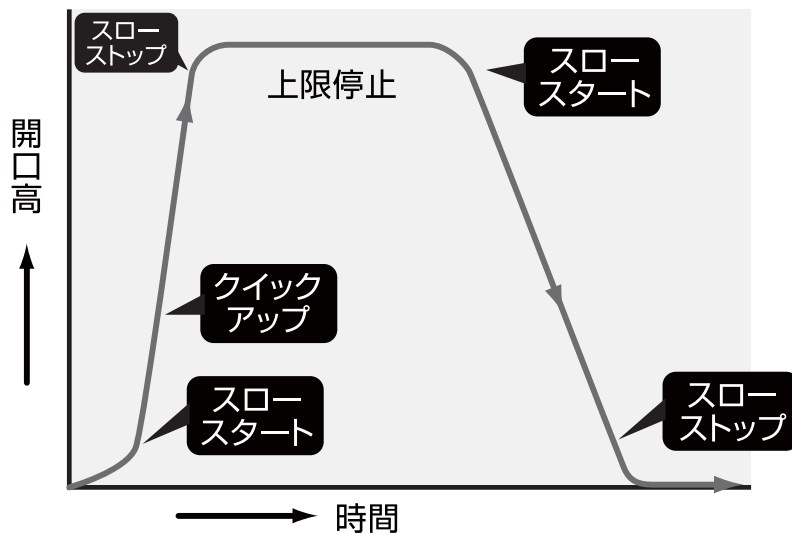 スロー
ストップ
上限停止
スロー
スタート
開口高
クイック
アップ
スロー
スタート
スロー
ストップ
時間